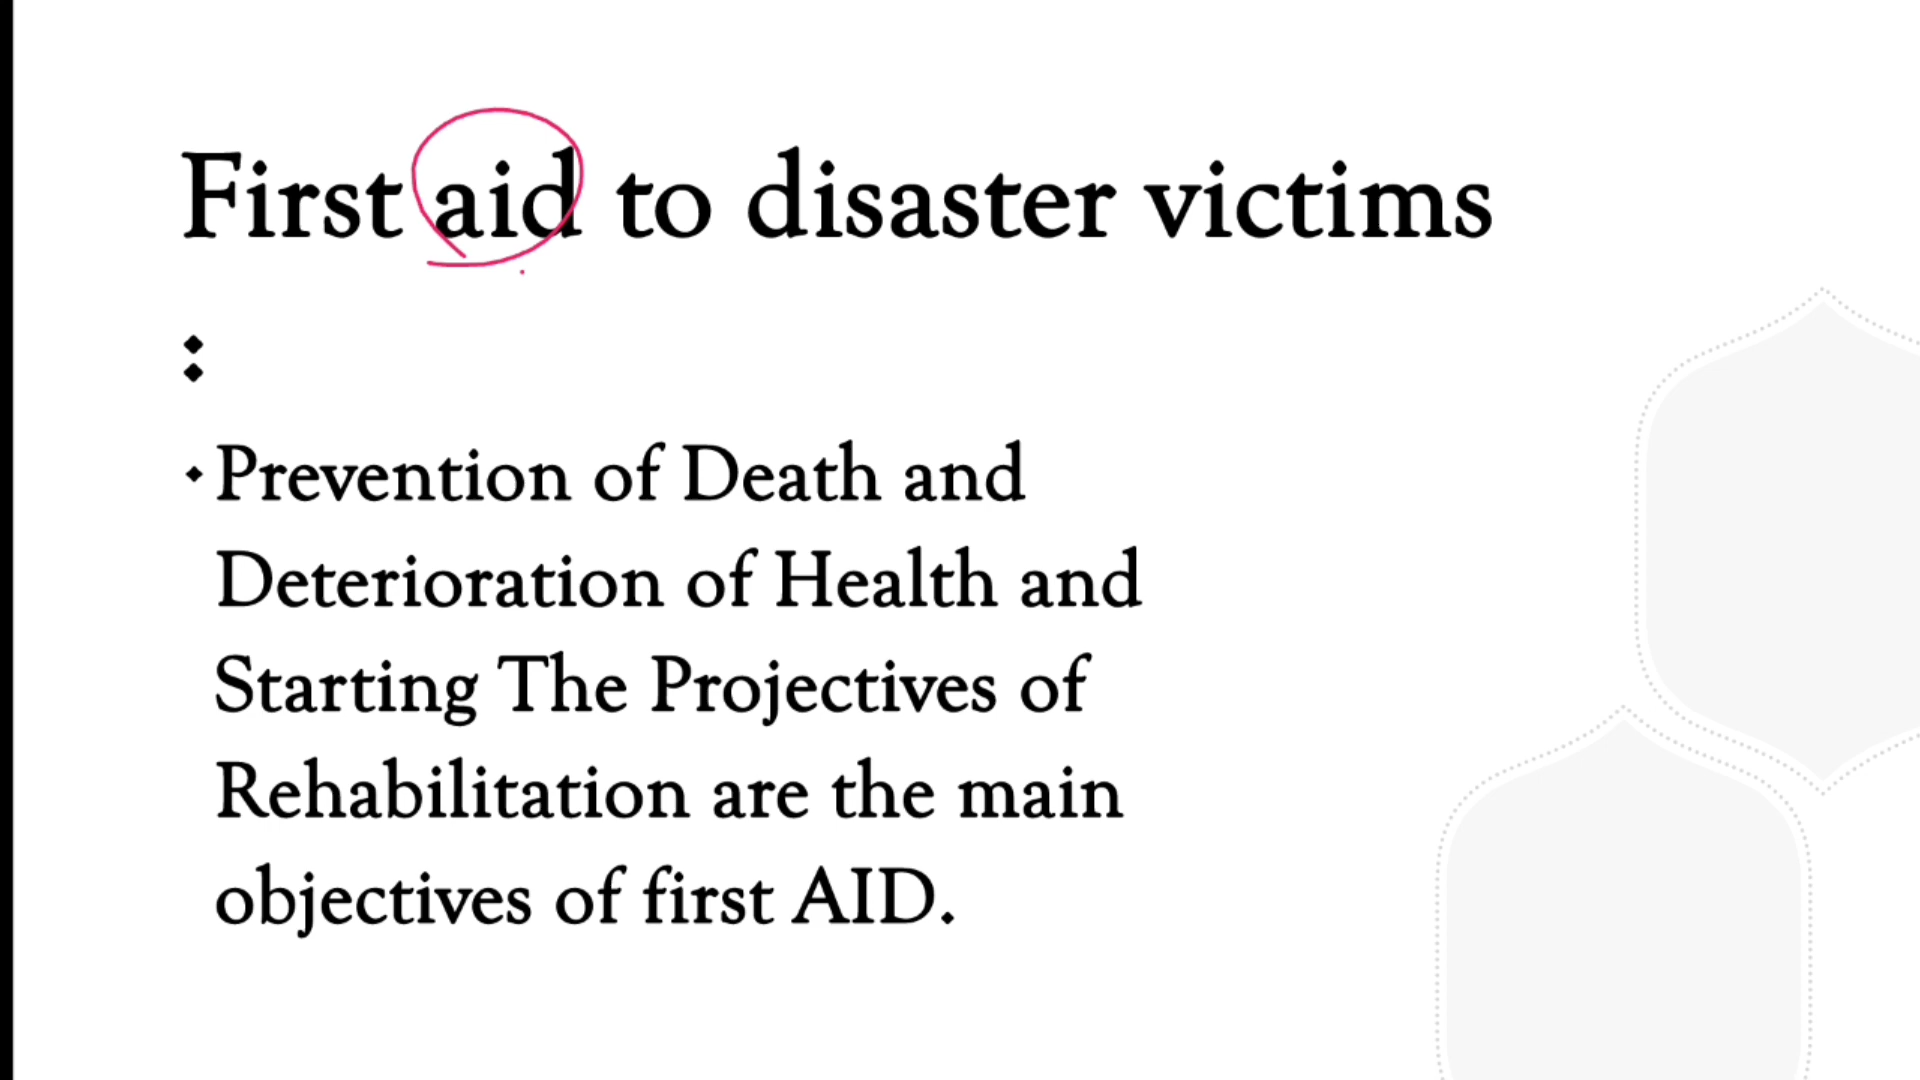 First aid to disaster victims
Prevention of Death and
Deterioration of Health and
Starting The Projectives of
Rehabilitation are the main
objectives of first AID.